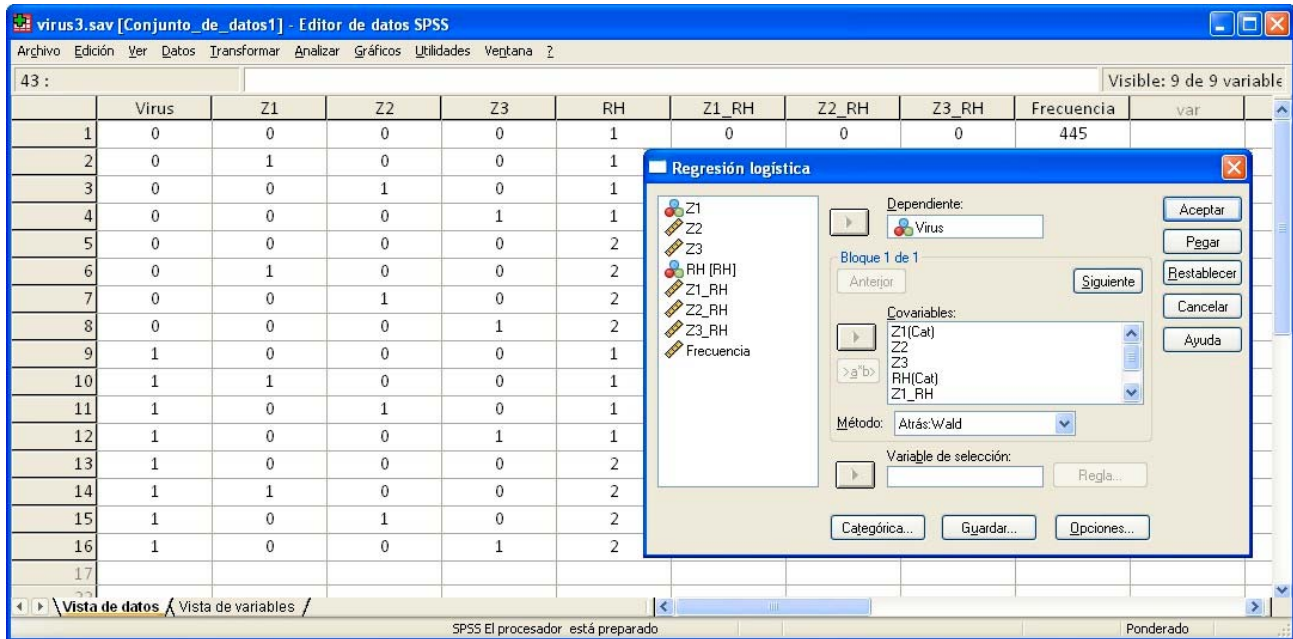 virus3.sav [Conjunto_de_datos1] - Editor de datos SPSS
Archivo Edición Ver Datos Transformar Analizar Gráficos Utilidades Ventana ?
43 :
Visible: 9 de 9 variable
Virus Z1 Z2 Z3 RH Z1_RH Z2_RH Z3_RH Frecuencia var
1 0 0 0 0 1 0 0 0 445
2 0 1 0 0 1
3 0 0 1 0 1
4 0 0 0 1 1
5 0 0 0 0 2
6 0 1 0 0 2
7 0 0 1 0 2
8 0 0 0 1 2
9 1 0 0 0 1
10 1 1 0 0 1
11 1 0 1 0 1
12 1 0 0 1 1
13 1 0 0 0 2
14 1 1 0 0 2
15 1 0 1 0 2
16 1 0 0 1 2
17
Regresión logística
Z1
Z2
Z3
RH [RH]
Z1_RH
Z2_RH
Z3_RH
Frecuencia
Dependiente:
Virus
Bloque 1 de 1
Anterior
Siguiente
Covariables:
Z1(Cat)
Z2
Z3
RH(Cat)
Z1_RH
>a*b>
Método: Atrás:Wald
Variable de selección:
Regla...
Categórica... Guardar... Opciones...
Aceptar
Pegar
Restablecer
Cancelar
Ayuda
Vista de datos Vista de variables
SPSS El procesador está preparado
Ponderado